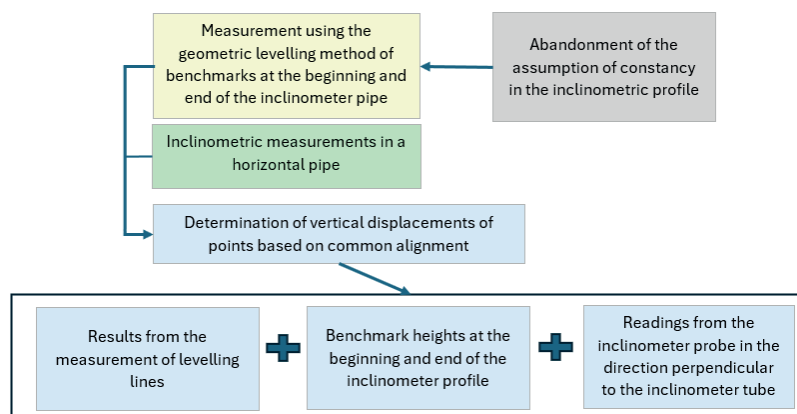 Measurement using the
geometric levelling method of
benchmarks at the beginning and
end of the inclinometer pipe
Abandonment of the
assumption of constancy
in the inclinometric profile
Inclinometric measurements in a
horizontal pipe
Determination of vertical displacements of
points based on common alignment
Results from the
measurement of levelling
lines
Benchmark heights at the
beginning and end of the
inclinometer profile
Readings from the
inclinometer probe in the
direction perpendicular
to the inclinometer tube